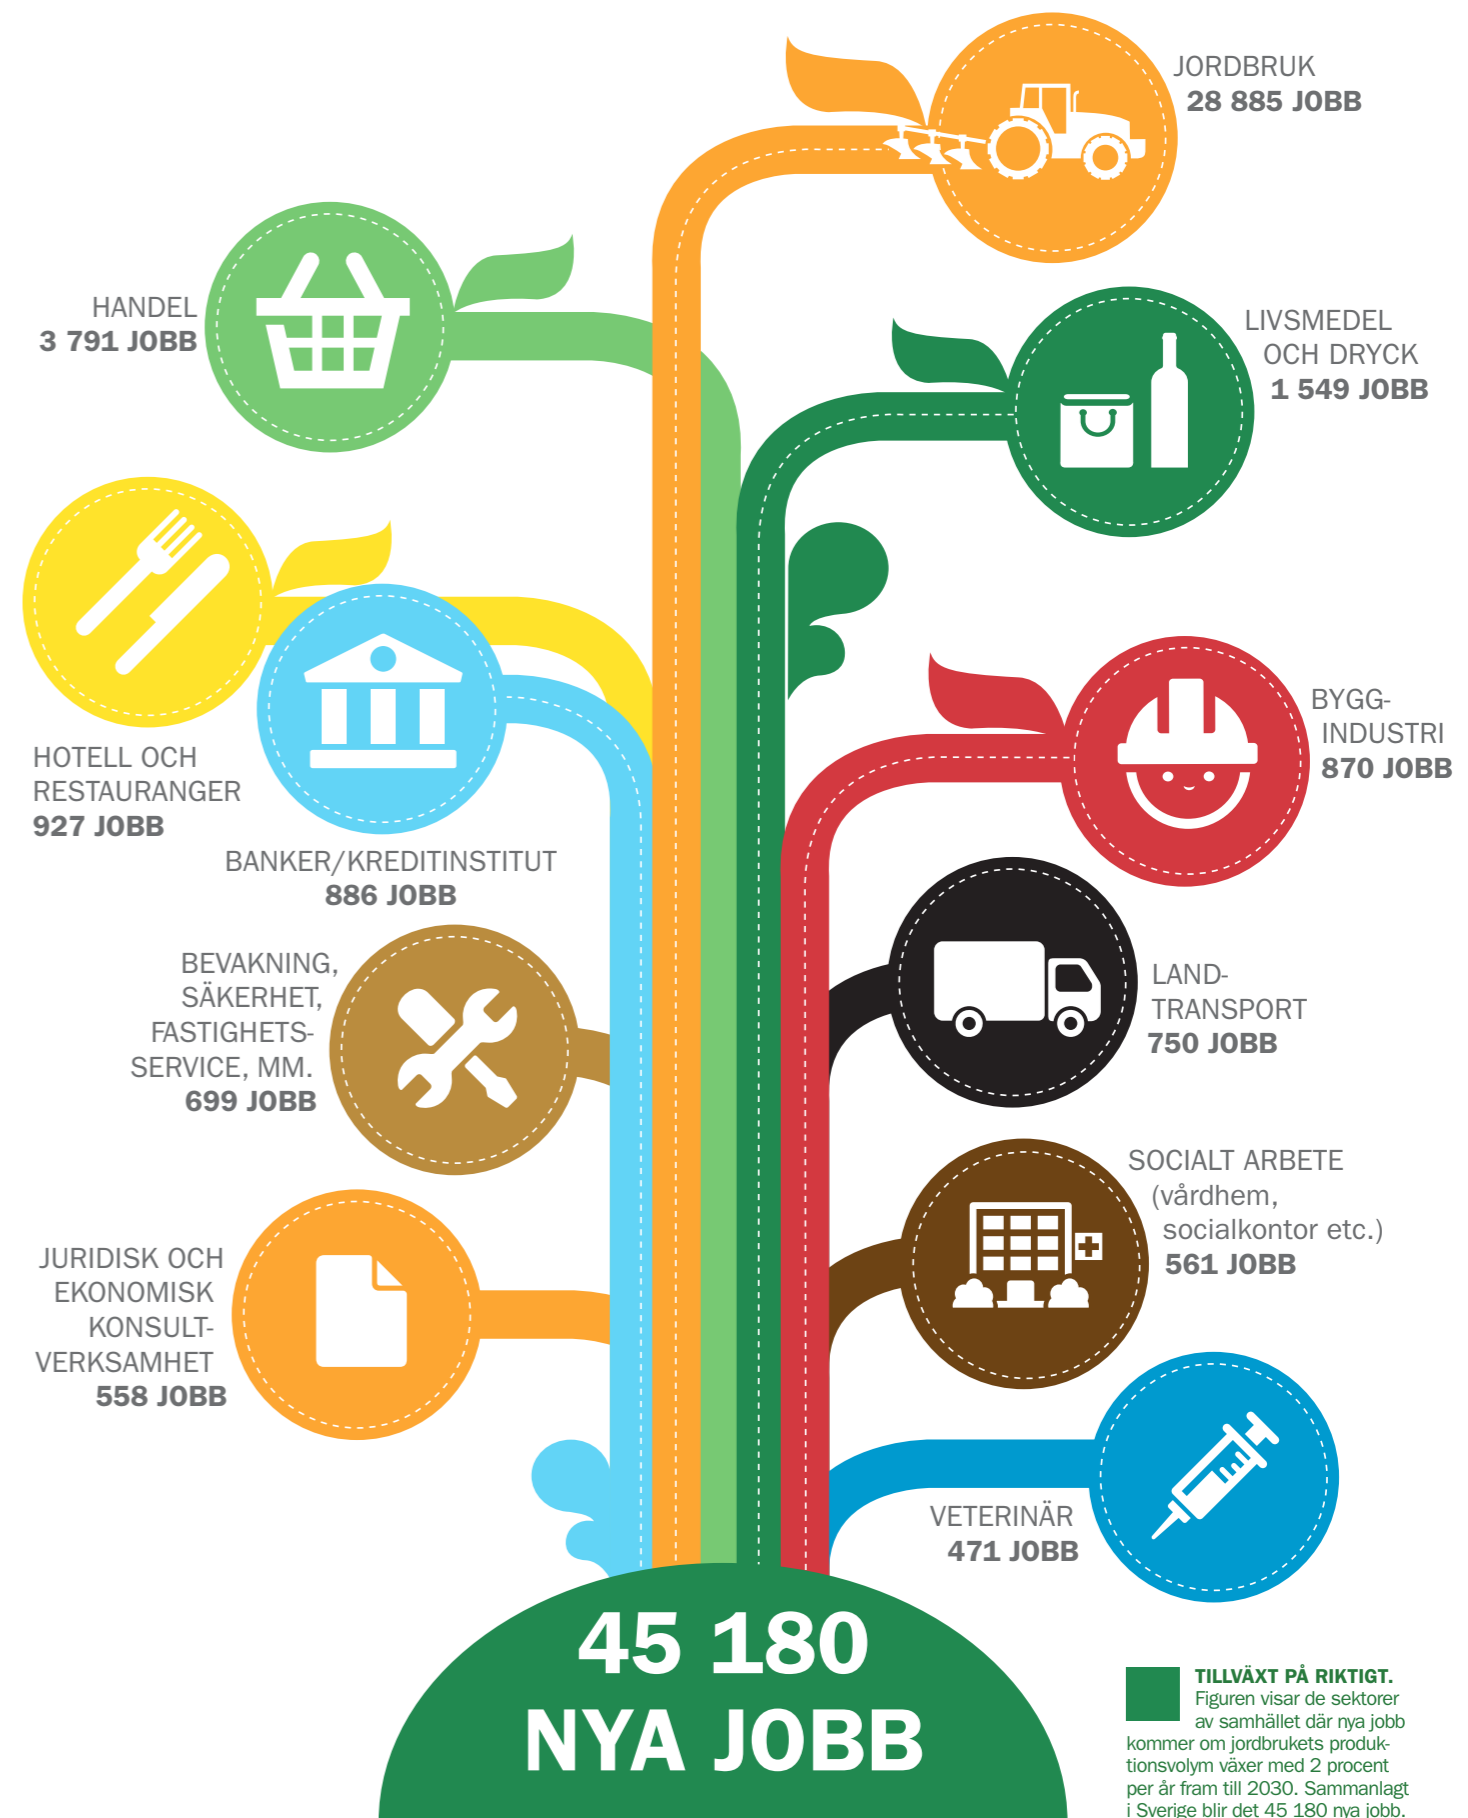 JORDBRUK
28 885 JOBB
HANDEL
3 791 JOBB
LIVSMEDEL
OCH DRYCK
1 549 JOBB
HOTELL OCH
RESTAURANGER
927 JOBB
BANKER/KREDITINSTITUT
886 JOBB
BYGG-
INDUSTRI
870 JOBB
BEVAKNING,
SÄKERHET,
FASTIGHETS-
SERVICE, MM.
699 JOBB
LAND-
TRANSPORT
750 JOBB
SOCIALT ARBETE
(vårdhem,
socialkontor etc.)
561 JOBB
JURIDISK OCH
EKONOMISK
KONSULT-
VERKSAMHET
558 JOBB
VETERINÄR
471 JOBB
45 180
NYA JOBB
TILLVÄXT PÅ RIKTIGT.
Figuren visar de sektorer
av samhället där nya jobb
kommer om jordbrukets produk-
tionsvolym växer med 2 procent
per år fram till 2030. Sammanlagt
i Sverige blir det 45 180 nya jobb.